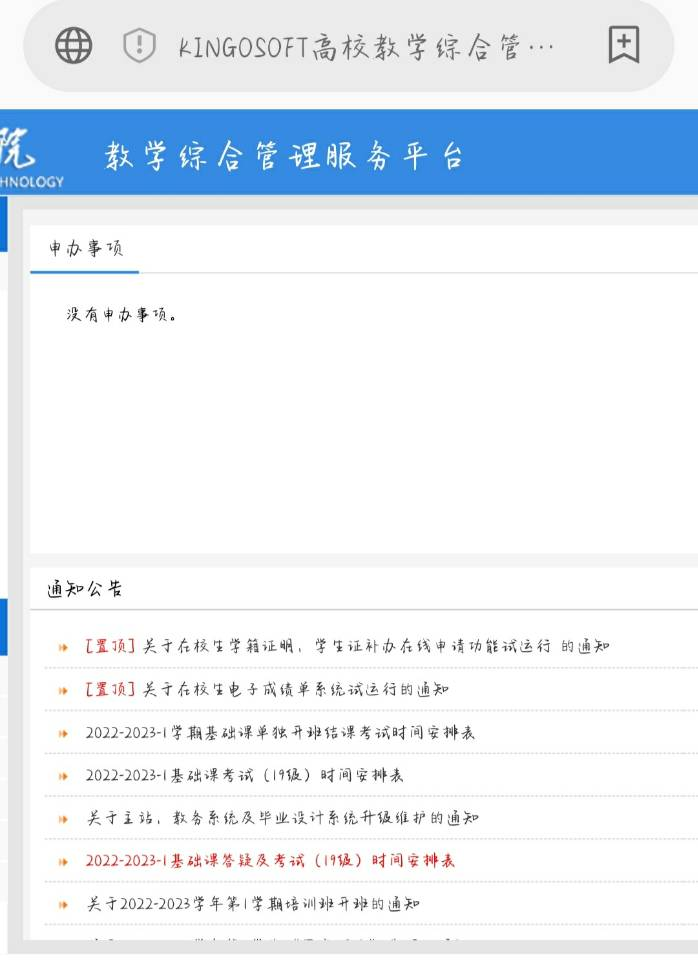 KINGOSOFT高校教学综合管…
院
HNOLOGY
教学综合管理服务平台
申办事项
没有申办事项。
通知公告
[置顶]关于在校生学籍证明、学生证补办在线申请功能试运行 的通知
[置顶]关于在校生电子成绩单系统试运行的通知
2022-2023-1学期基础课单独开班结课考试时间安排表
2022-2023-1基础课考试（19级）时间安排表
关于主站、教务系统及毕业设计系统升级维护的通知
2022-2023-1基础课答疑及考试（19级）时间安排表
关于2022-2023学年第1学期培训班开班的通知